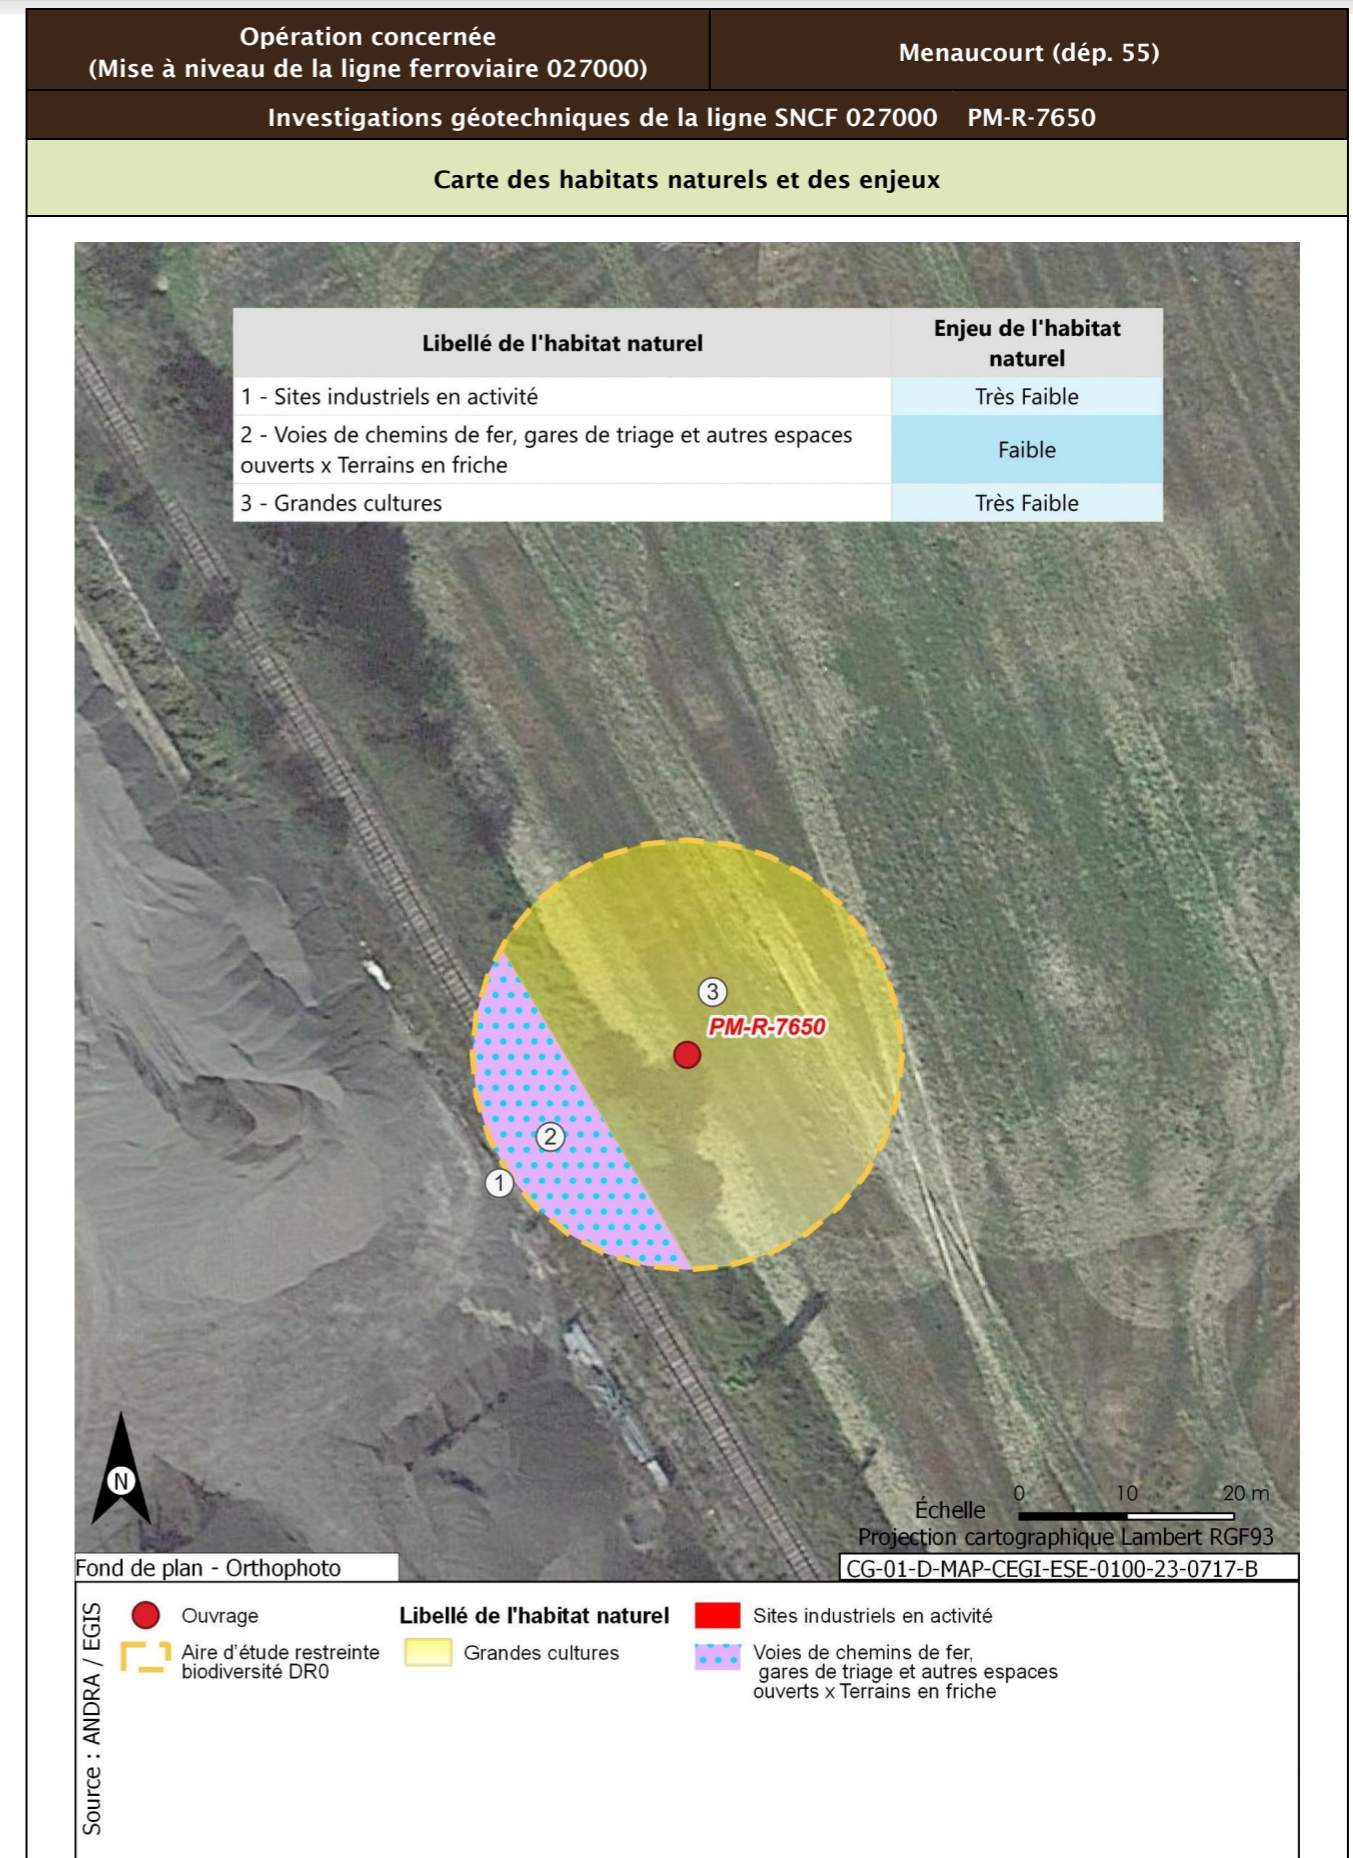 Opération concernée
(Mise à niveau de la ligne ferroviaire 027000)
Menaucourt (dép. 55)
Investigations géotechniques de la ligne SNCF 027000 PM-R-7650
Carte des habitats naturels et des enjeux
Libellé de l'habitat naturel
Enjeu de l'habitat
naturel
1 - Sites industriels en activité
Très Faible
2 - Voies de chemins de fer, gares de triage et autres espaces
ouverts x Terrains en friche
Faible
3 - Grandes cultures
Très Faible
3
PM-R-7650
2
1
N
Échelle
0 10 20 m
Projection cartographique Lambert RGF93
Fond de plan - Orthophoto
CG-01-D-MAP-CEGI-ESE-0100-23-0717-B
Source : ANDRA / EGIS
Ouvrage
Aire d'étude restreinte
biodiversité DR0
Libellé de l'habitat naturel
Grandes cultures
Sites industriels en activité
Voies de chemins de fer,
gares de triage et autres espaces
ouverts x Terrains en friche